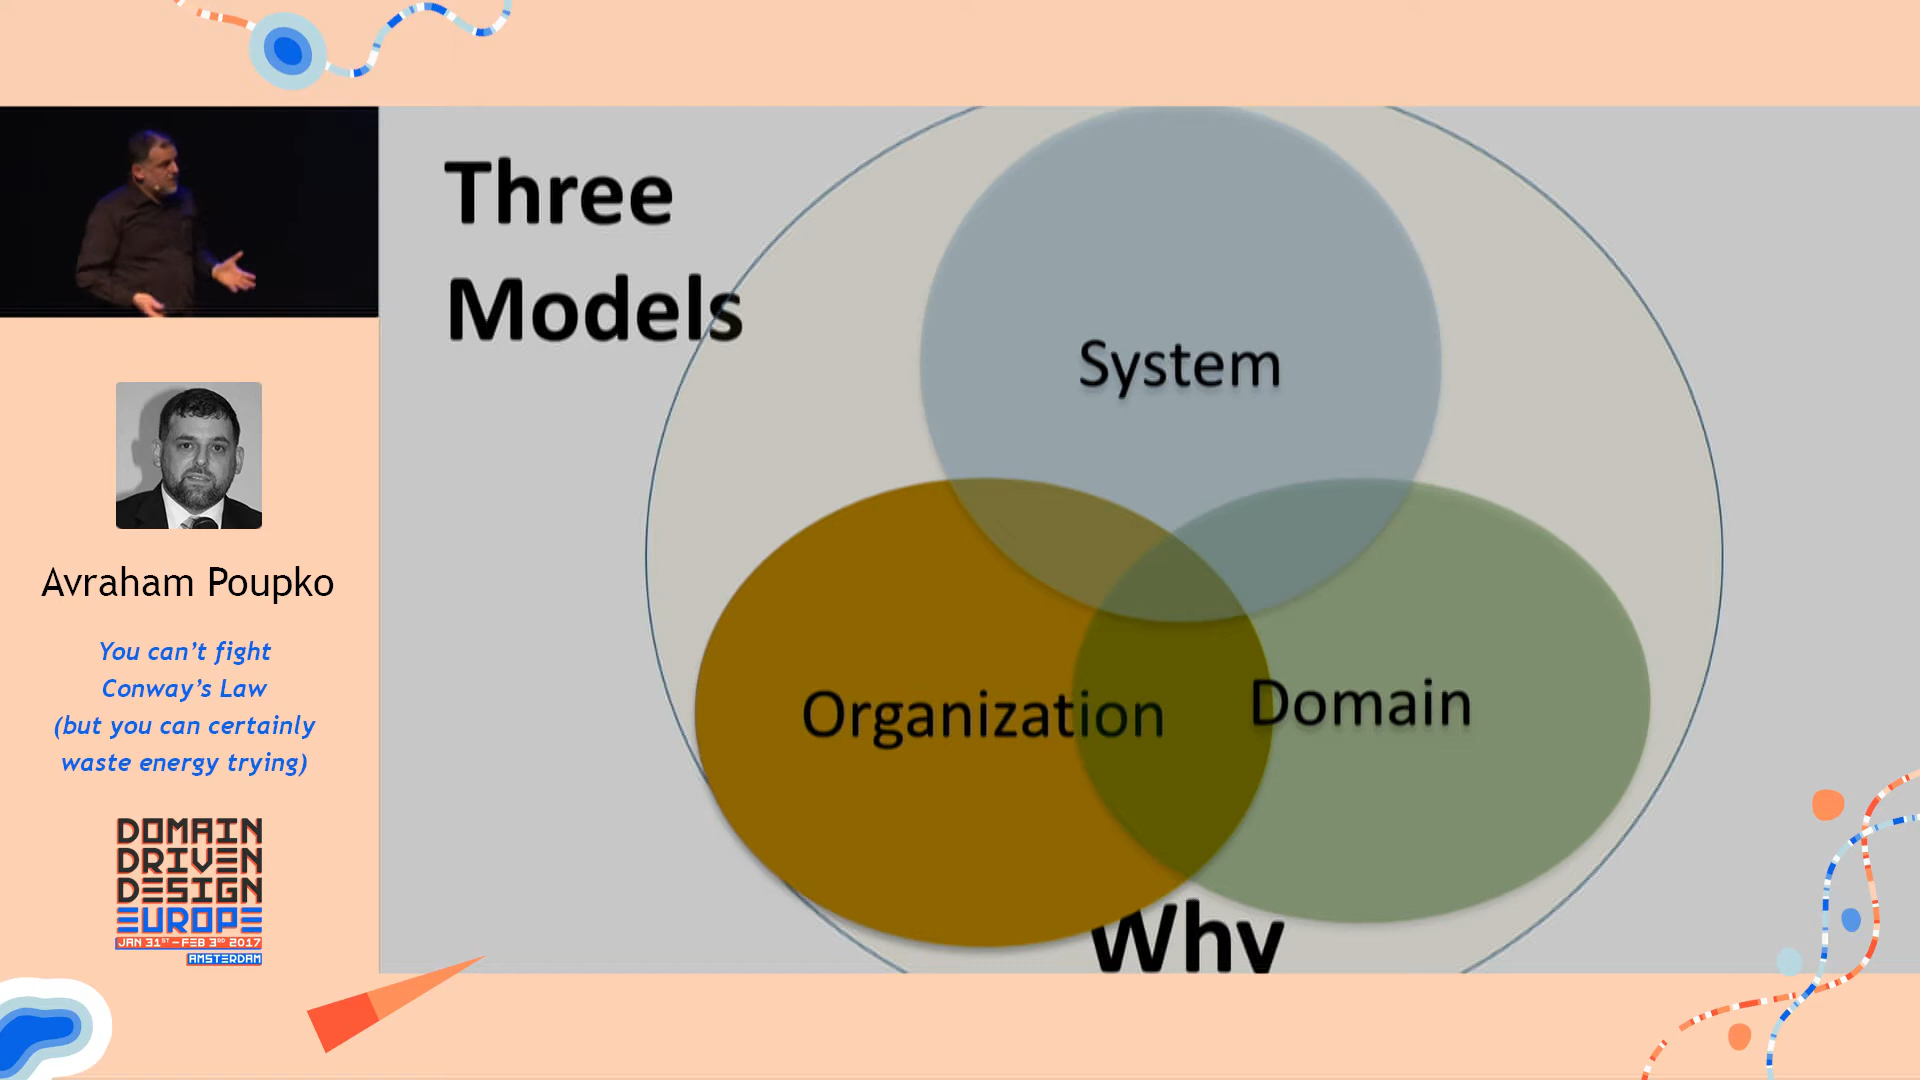 Three
Models
System
Organization
Domain
Why
Avraham Poupko
You can't fight
Conway's Law
(but you can certainly
waste energy trying)
DOMAIN
DRIVEN
DESIGN
EUROPE
JAN 31ST - FEB 3RD 2017
AMSTERDAM